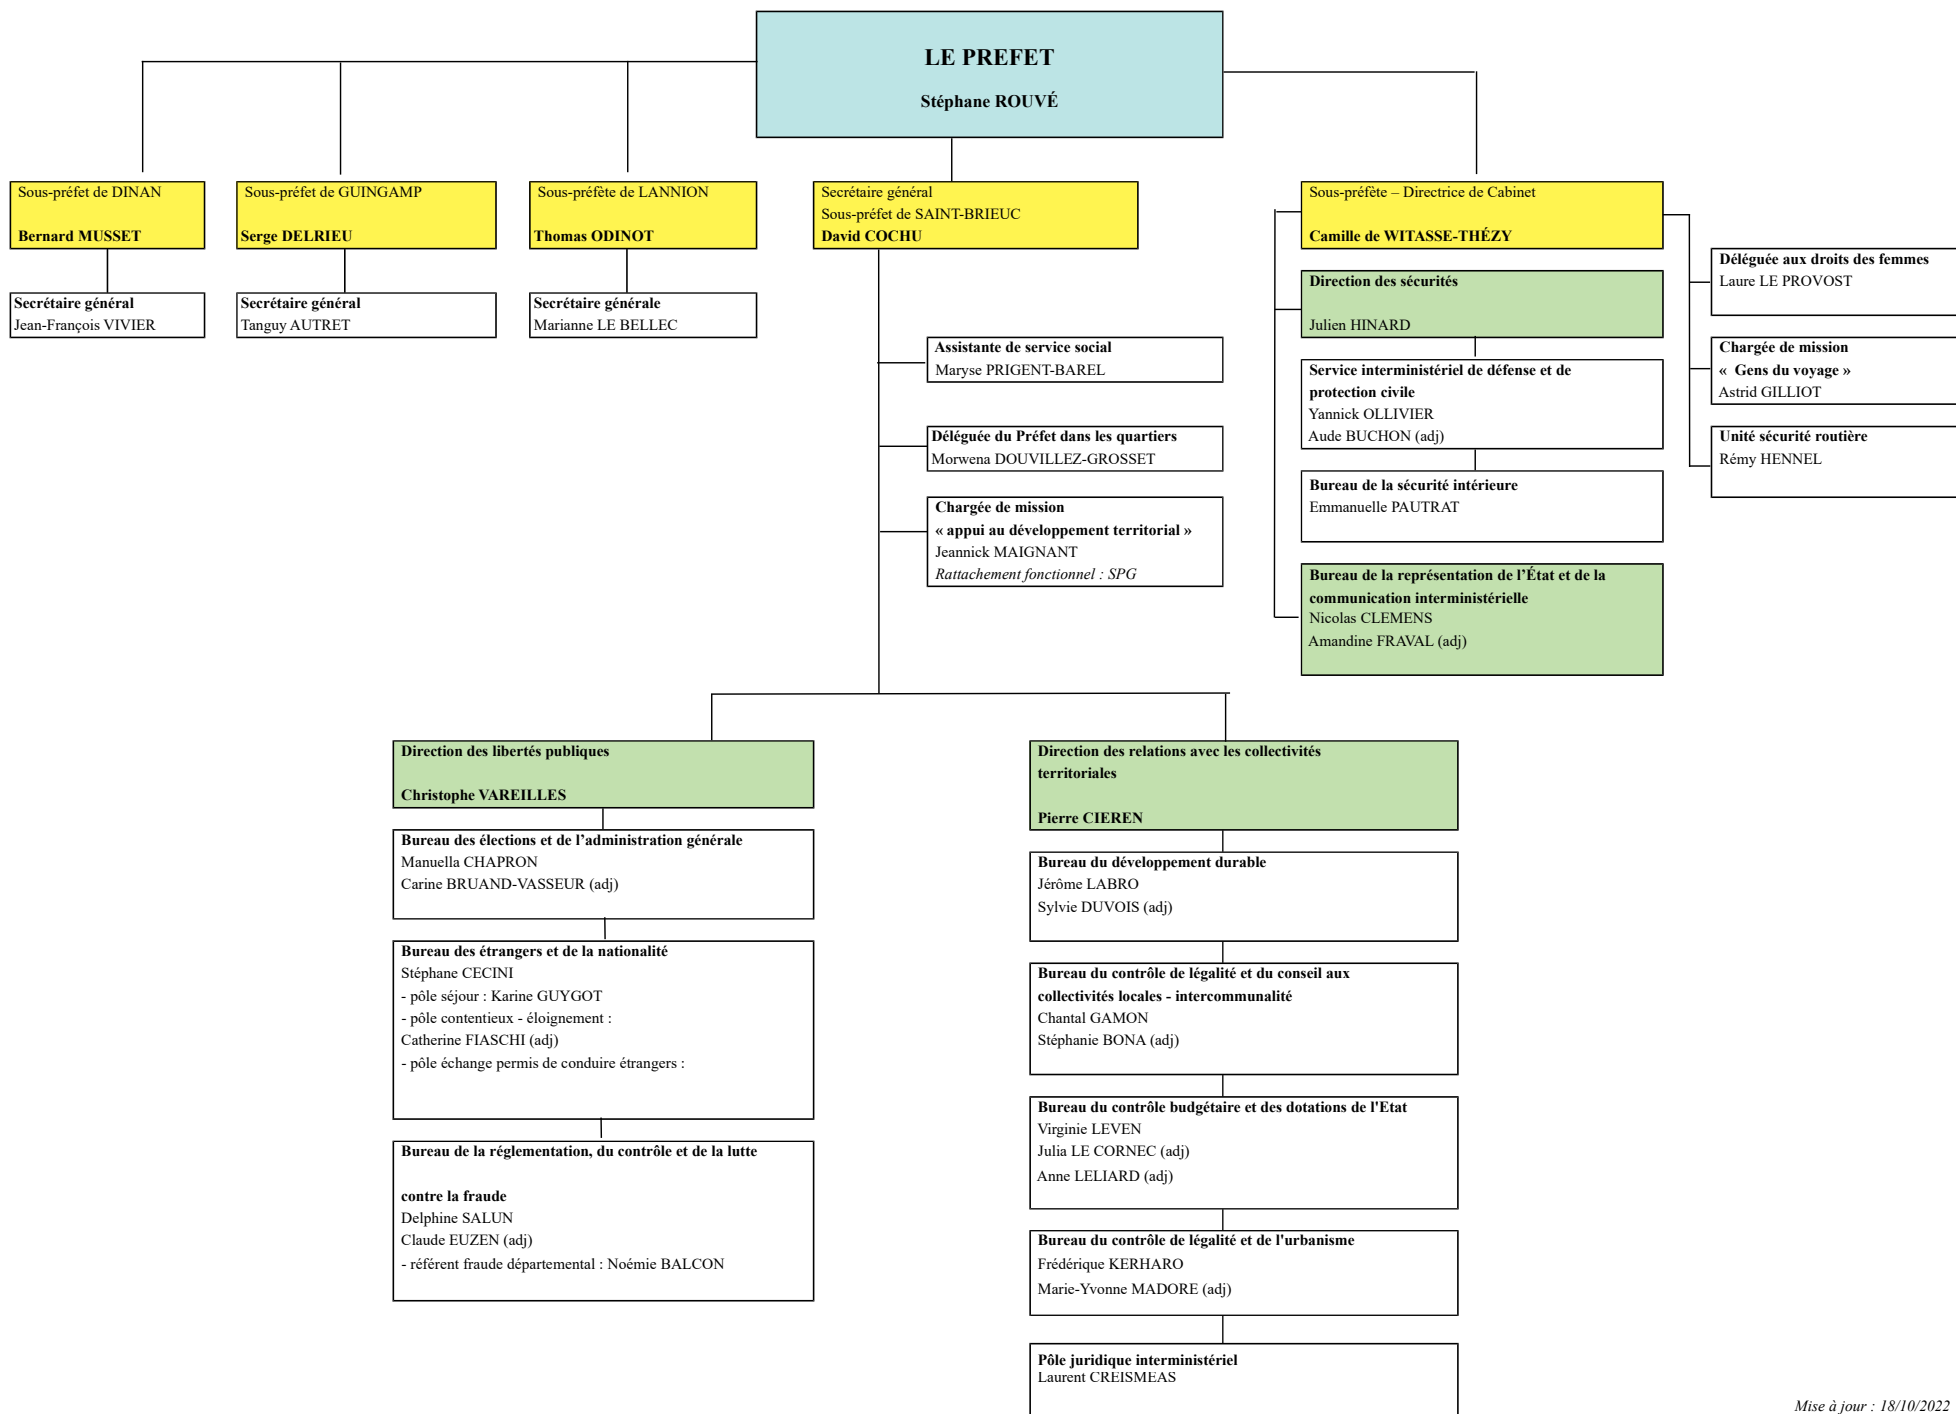 LE PREFET
Stéphane ROUVÉ
Sous-préfet de DINAN
Bernard MUSSET
Secrétaire général
Jean-François VIVIER
Sous-préfet de GUINGAMP
Serge DELRIEU
Secrétaire général
Tanguy AUTRET
Sous-préfète de LANNION
Thomas ODINOT
Secrétaire générale
Marianne LE BELLEC
Secrétaire général
Sous-préfet de SAINT-BRIEUC
David COCHU
Assistante de service social
Maryse PRIGENT-BAREL
Déléguée du Préfet dans les quartiers
Morwena DOUVILLEZ-GROSSET
Chargée de mission
« appui au développement territorial »
Jeannick MAIGNANT
Rattachement fonctionnel : SPG
Sous-préfète – Directrice de Cabinet
Camille de WITASSE-THÉZY
Direction des sécurités
Julien HINARD
Service interministériel de défense et de
protection civile
Yannick OLLIVIER
Aude BUCHON (adj)
Bureau de la sécurité intérieure
Emmanuelle PAUTRAT
Bureau de la représentation de l’État et de la
communication interministérielle
Nicolas CLEMENS
Amandine FRAVAL (adj)
Déléguée aux droits des femmes
Laure LE PROVOST
Chargée de mission
« Gens du voyage »
Astrid GILLIOT
Unité sécurité routière
Rémy HENNEL
Direction des libertés publiques
Christophe VAREILLES
Bureau des élections et de l’administration générale
Manuella CHAPRON
Carine BRUAND-VASSEUR (adj)
Bureau des étrangers et de la nationalité
Stéphane CECINI
- pôle séjour : Karine GUYGOT
- pôle contentieux - éloignement :
Catherine FIASCHI (adj)
- pôle échange permis de conduire étrangers :
Bureau de la réglementation, du contrôle et de la lutte
contre la fraude
Delphine SALUN
Claude EUZEN (adj)
- référent fraude départemental : Noémie BALCON
Direction des relations avec les collectivités
territoriales
Pierre CIEREN
Bureau du développement durable
Jérôme LABRO
Sylvie DUVOIS (adj)
Bureau du contrôle de légalité et du conseil aux
collectivités locales - intercommunalité
Chantal GAMON
Stéphanie BONA (adj)
Bureau du contrôle budgétaire et des dotations de l'Etat
Virginie LEVEN
Julia LE CORNEC (adj)
Anne LELIARD (adj)
Bureau du contrôle de légalité et de l'urbanisme
Frédérique KERHARO
Marie-Yvonne MADORE (adj)
Pôle juridique interministériel
Laurent CREISMEAS
Mise à jour : 18/10/2022